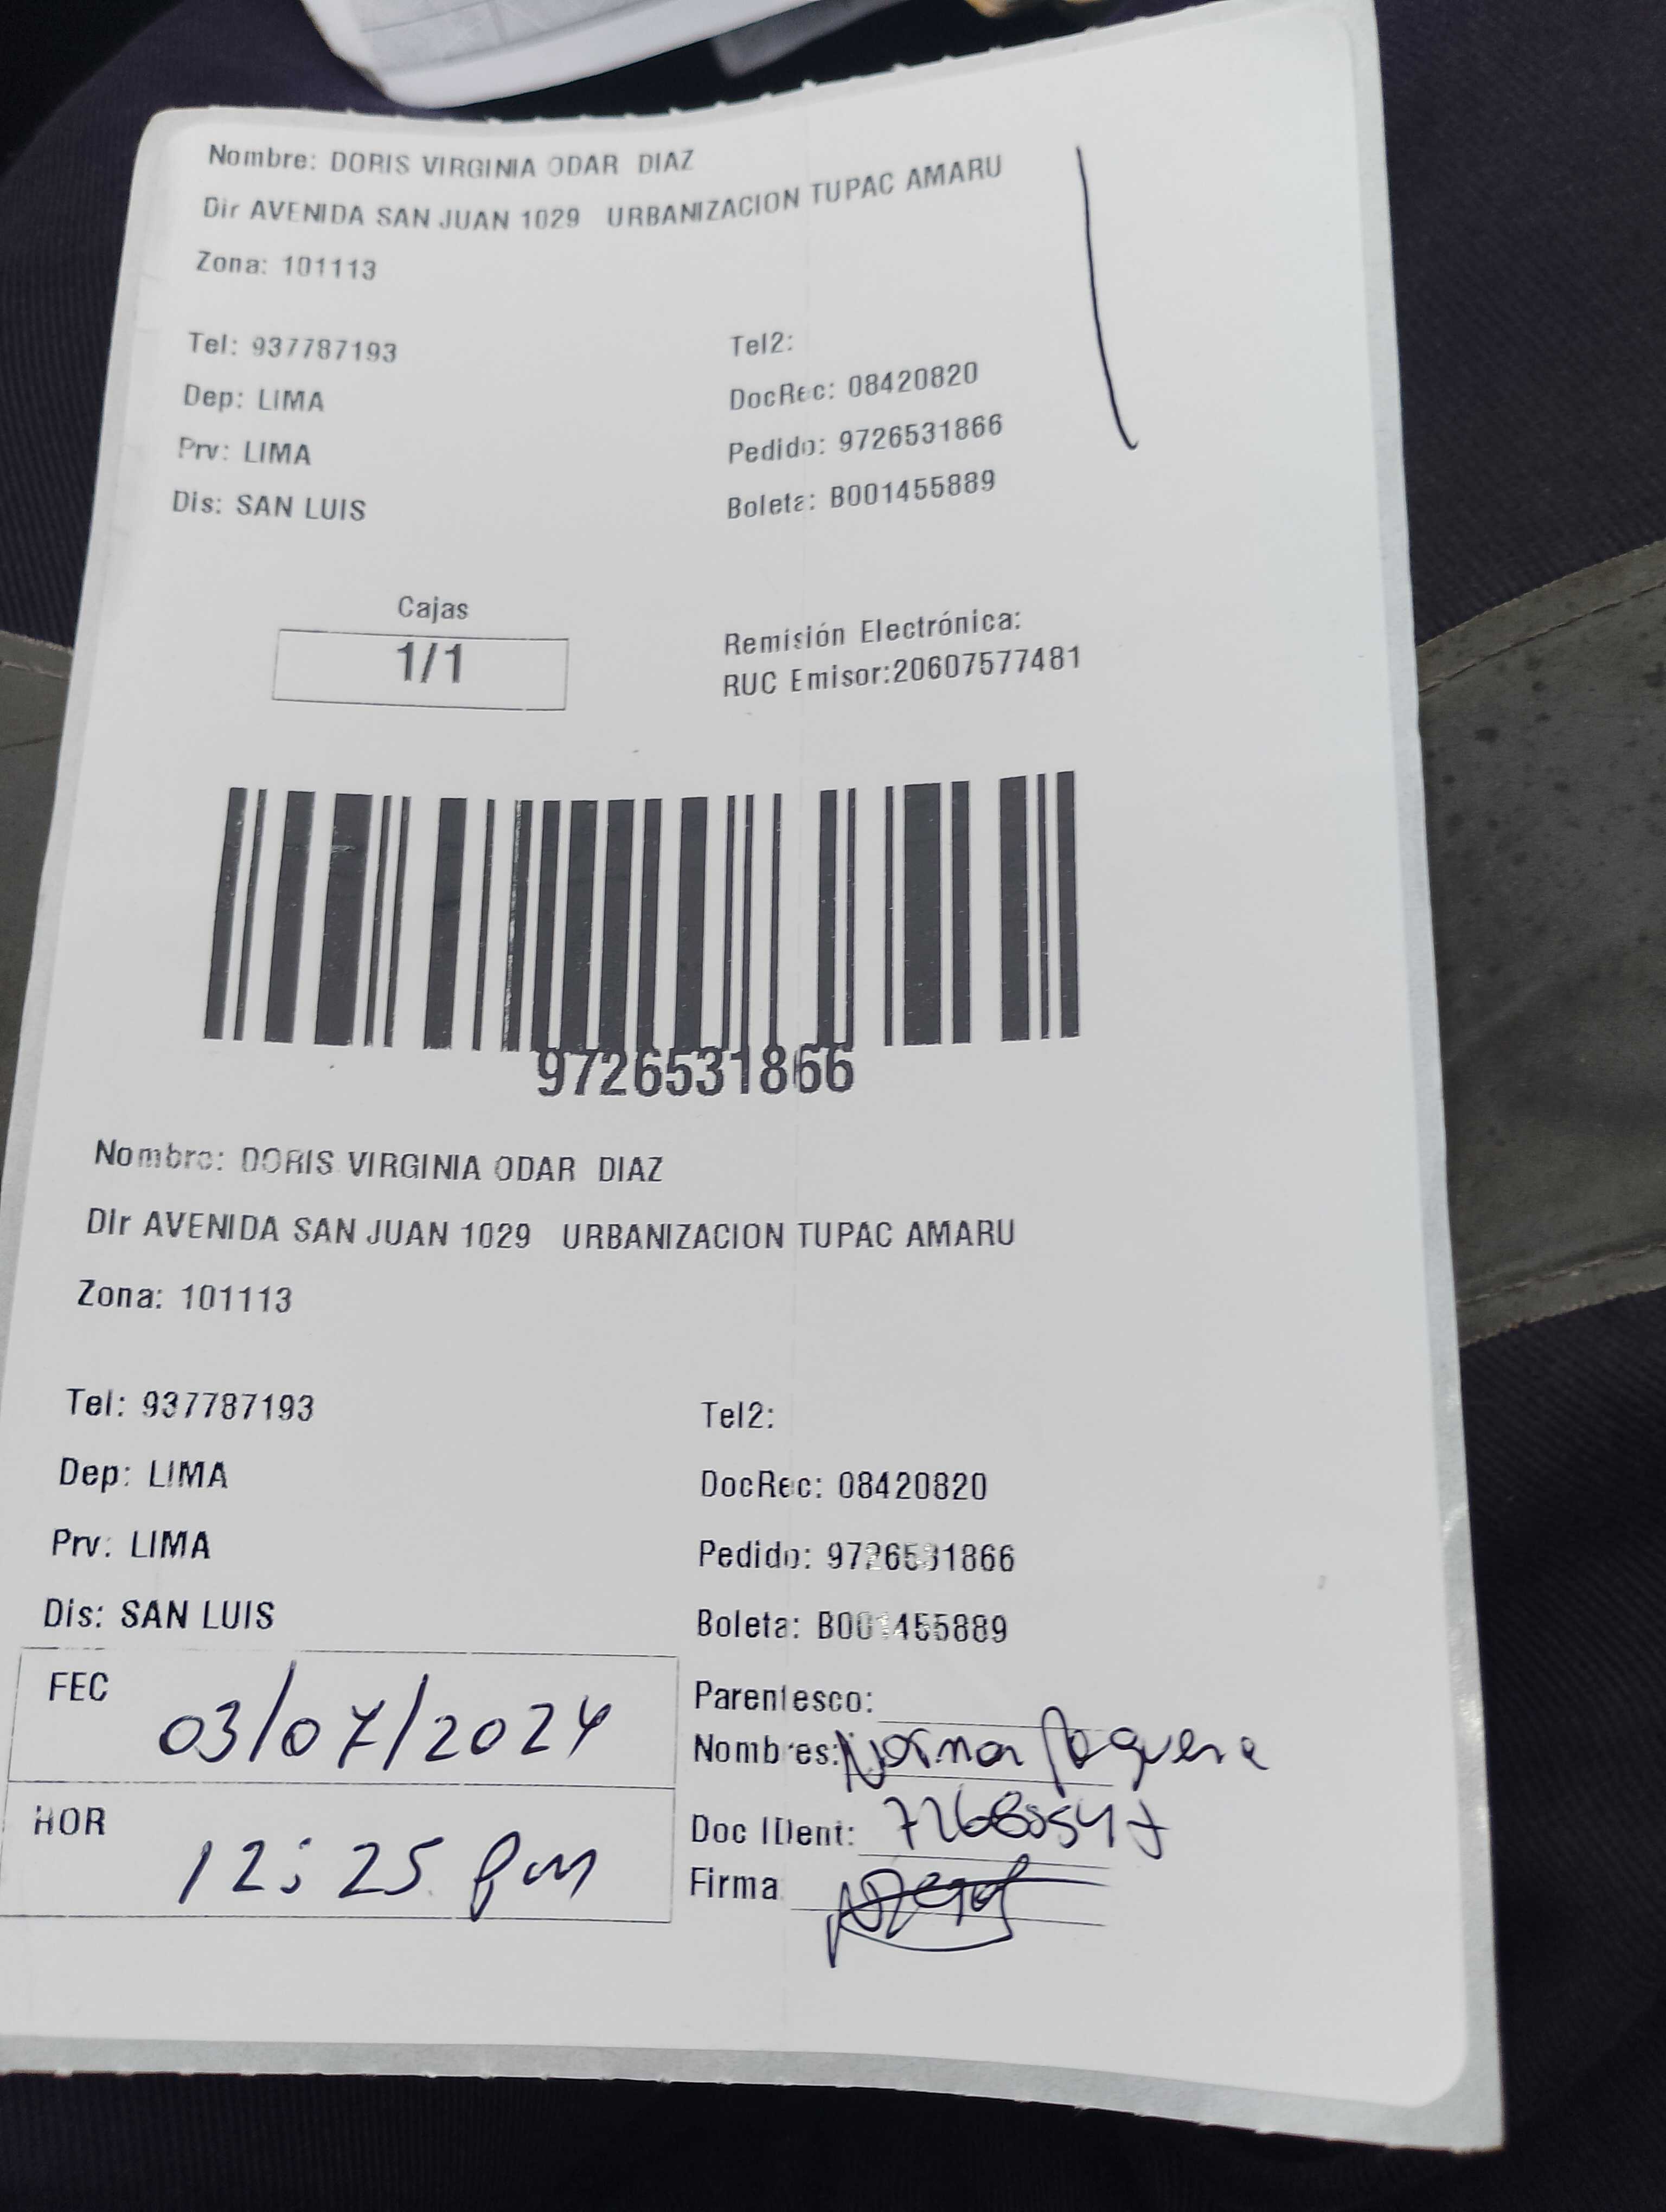 Nombre: DORIS VIRGINIA ODAR DIAZ
Dir AVENIDA SAN JUAN 1029 URBANIZACION TUPAC AMARU
Zona: 101113
Tel: 937787193 Tel2:
Dep: LIMA DocRec: 08420820
Prv: LIMA Pedido: 9726531866
Dis: SAN LUIS Boleta: B001455889
Cajas
1/1
Remisión Electrónica:
RUC Emisor:20607577481
9726531866
Nombre: DORIS VIRGINIA ODAR DIAZ
Dir AVENIDA SAN JUAN 1029 URBANIZACION TUPAC AMARU
Zona: 101113
Tel: 937787193 Tel2:
Dep: LIMA DocRec: 08420820
Prv: LIMA Pedido: 9726531866
Dis: SAN LUIS Boleta: B001455889
FEC 03/07/2024
HOR 12:25 pm
Parentesco:
Nombres: Norma
Doc IDent:
Firma